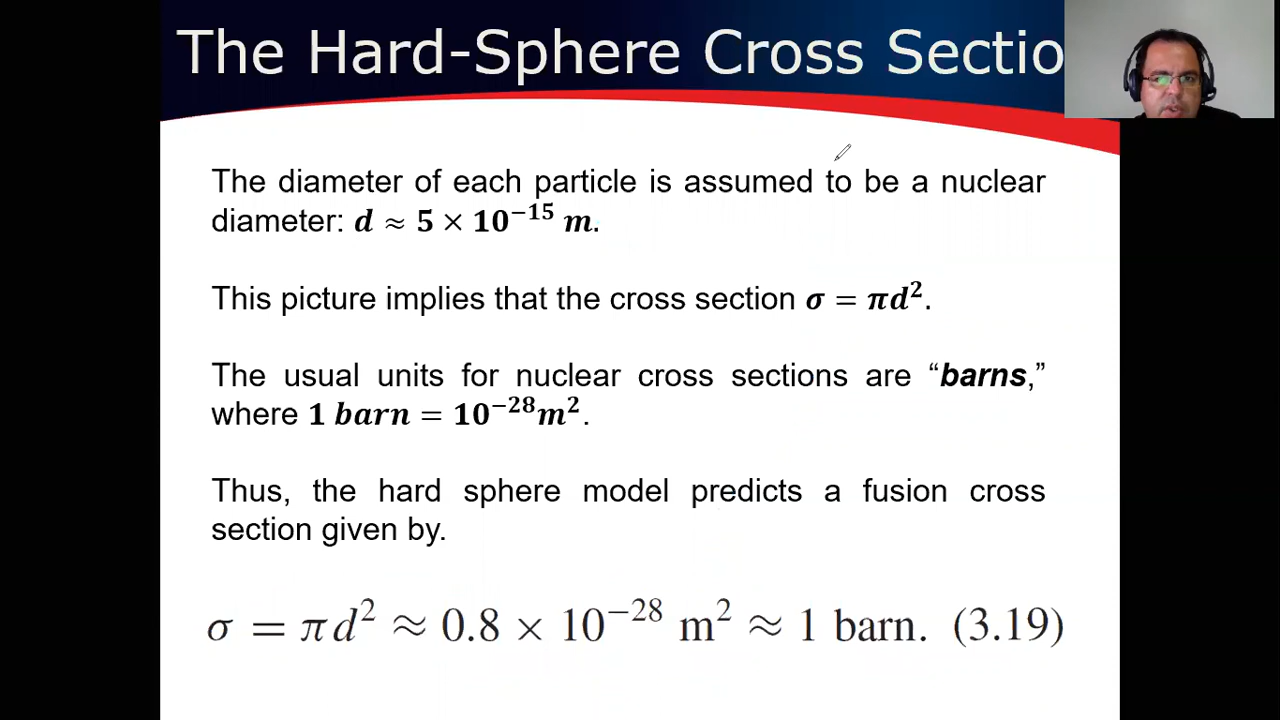 The Hard-Sphere Cross Sectio
The diameter of each particle is assumed to be a nuclear
diameter: d ≈ 5 × 10⁻¹⁵ m.
This picture implies that the cross section σ = πd².
The usual units for nuclear cross sections are “barns,”
where 1 barn = 10⁻²⁸m².
Thus, the hard sphere model predicts a fusion cross
section given by.
σ = πd² ≈ 0.8 × 10⁻²⁸ m² ≈ 1 barn. (3.19)